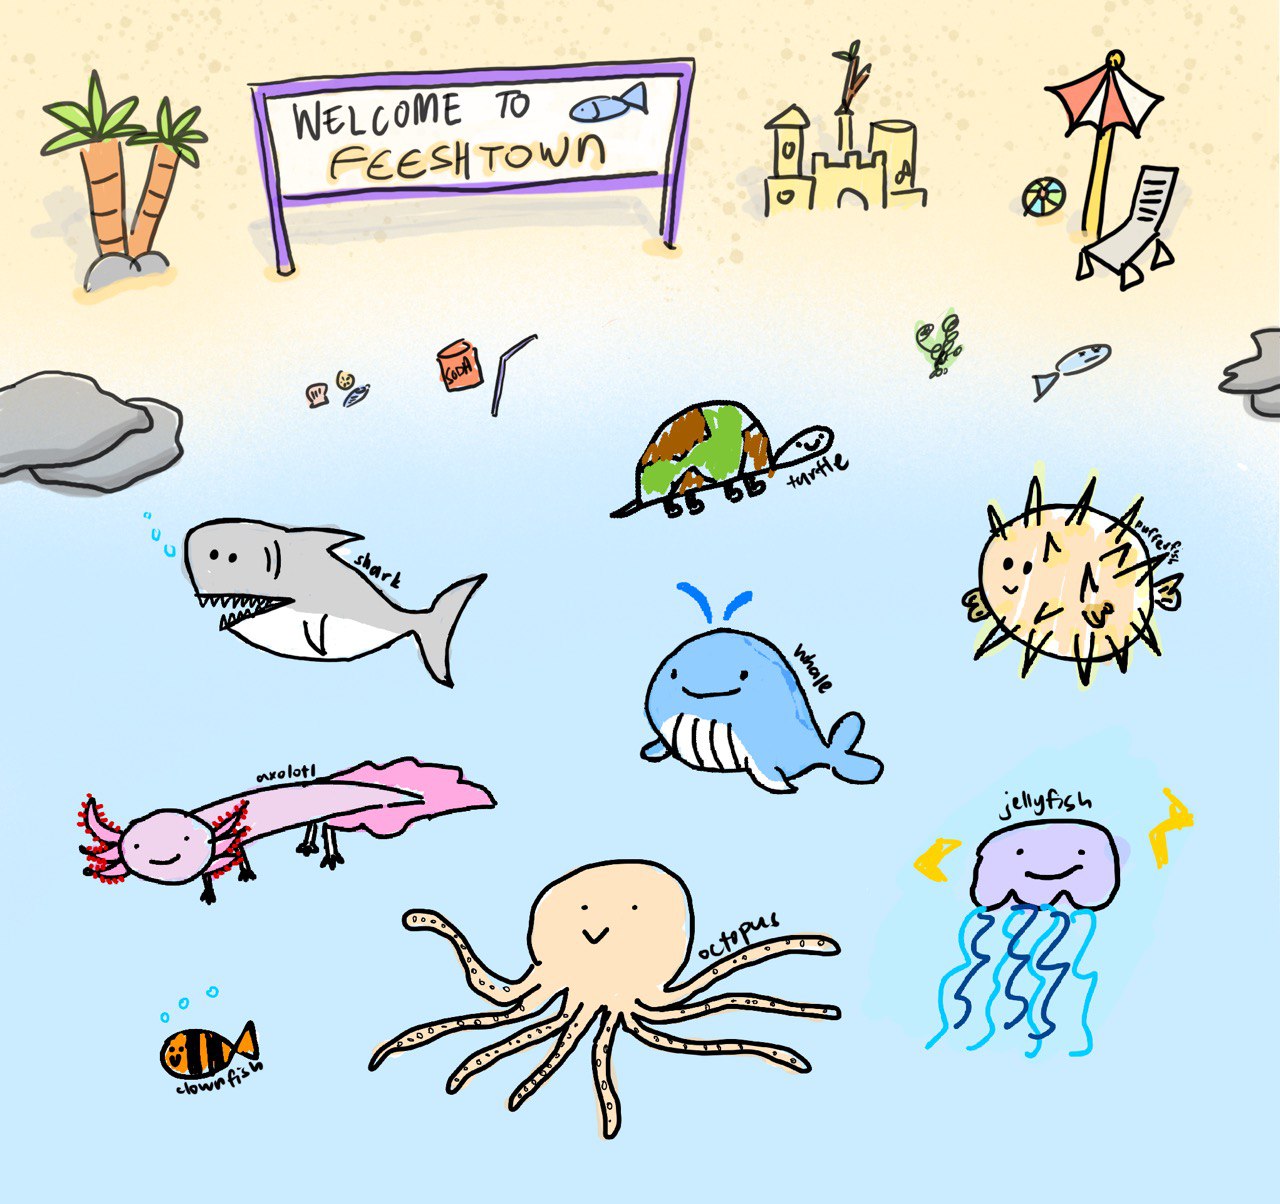 WELCOME TO
FEESHTOWN
SODA
turtle
shark
pufferfish
whale
axolotl
jellyfish
octopus
clownfish